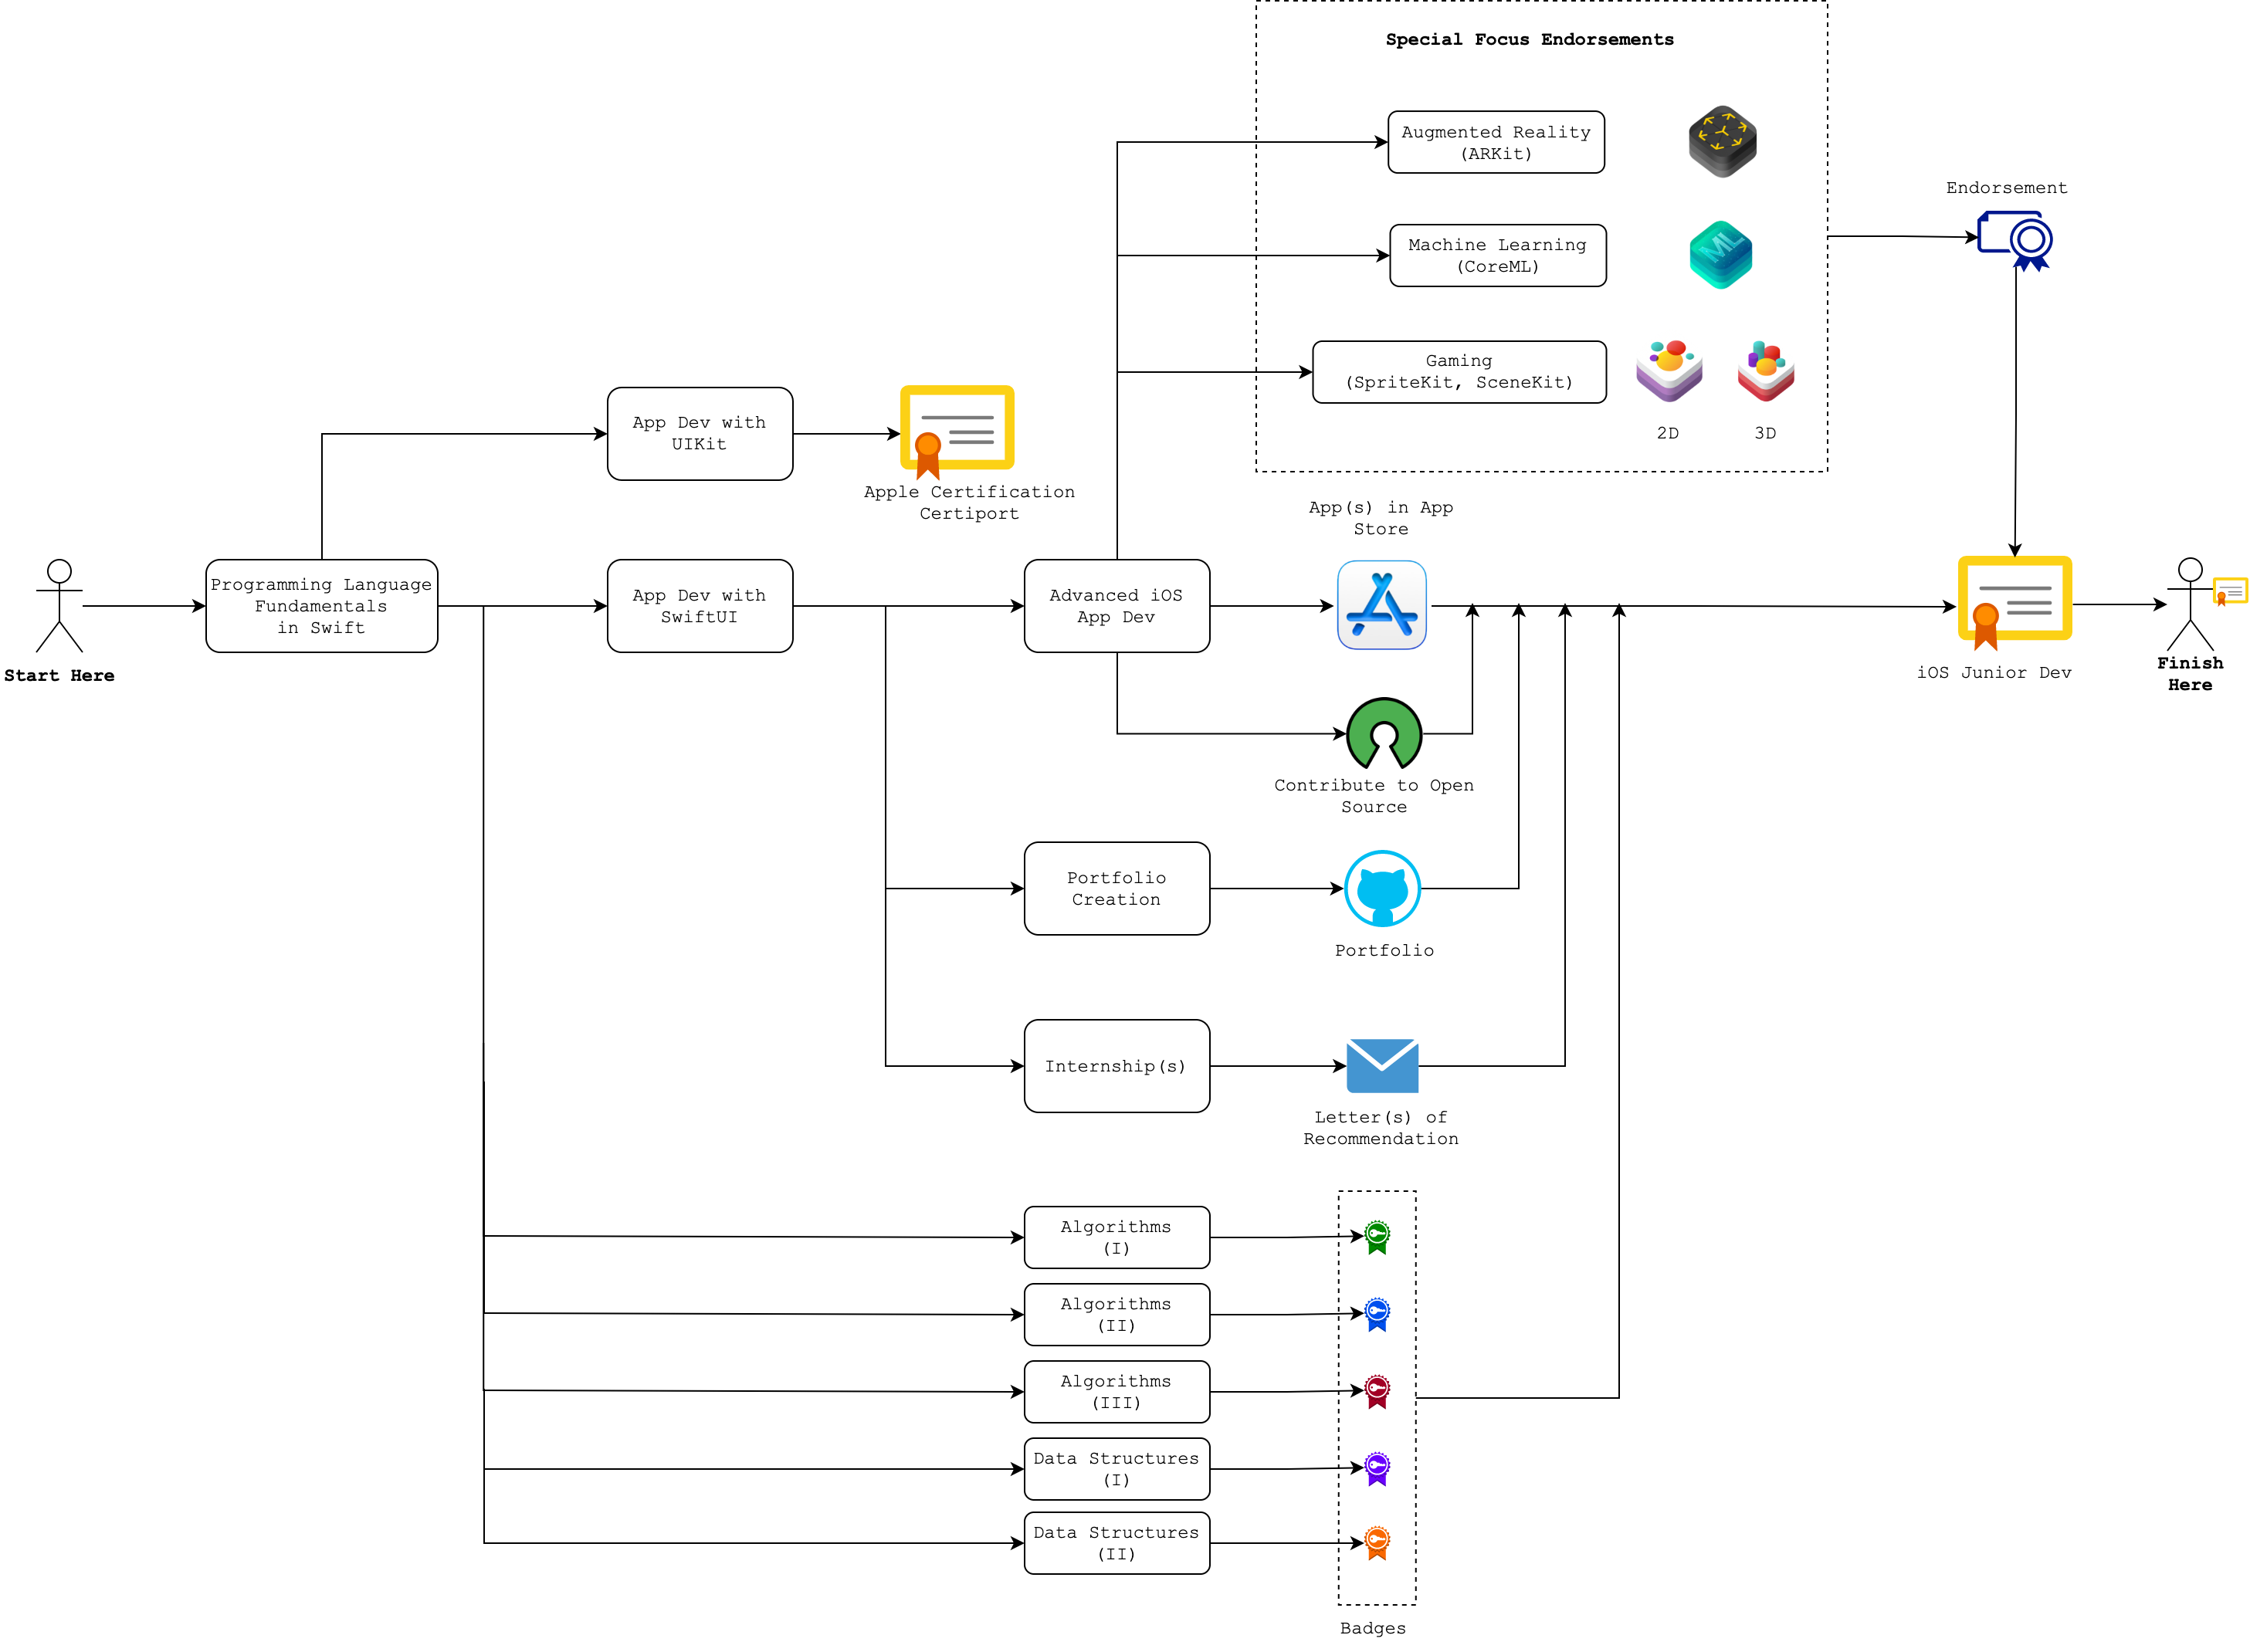 Special Focus Endorsements
Augmented Reality
(ARKit)
Machine Learning
(CoreML)
ML
Gaming
(SpriteKit, SceneKit)
2D
3D
Endorsement
App Dev with
UIKit
Apple Certification
Certiport
App(s) in App
Store
Start Here
Programming Language
Fundamentals
in Swift
App Dev with
SwiftUI
Advanced iOS
App Dev
iOS Junior Dev
Finish
Here
Contribute to Open
Source
Portfolio
Creation
Portfolio
Internship(s)
Letter(s) of
Recommendation
Algorithms
(I)
Algorithms
(II)
Algorithms
(III)
Data Structures
(I)
Data Structures
(II)
Badges